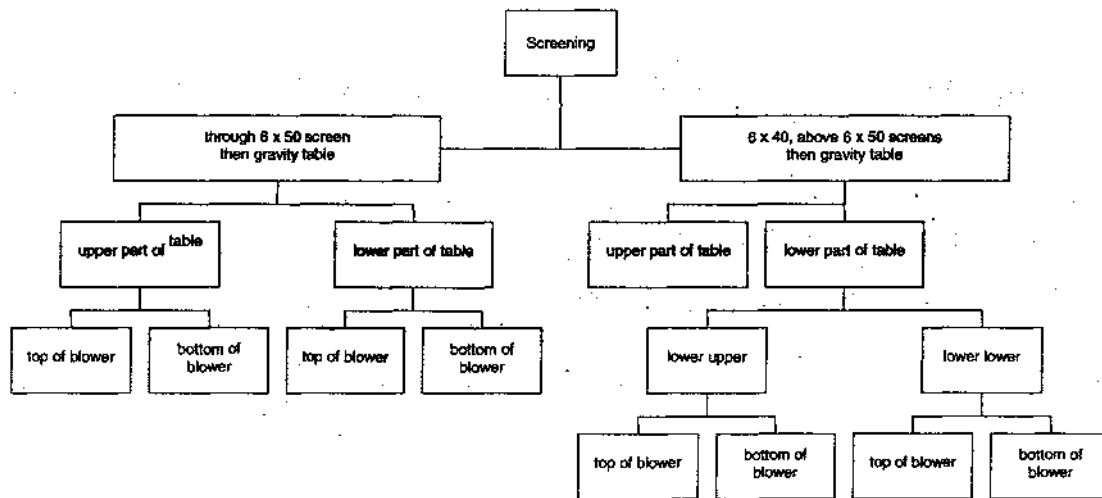 Screening
through 6 x 50 screen
then gravity table
6 x 40, above 6 x 50 screens
then gravity table
upper part of table
lower part of table
upper part of table
lower part of table
top of blower
bottom of
blower
top of blower
bottom of
blower
lower upper
lower lower
top of blower
bottom of
blower
top of blower
bottom of
blower